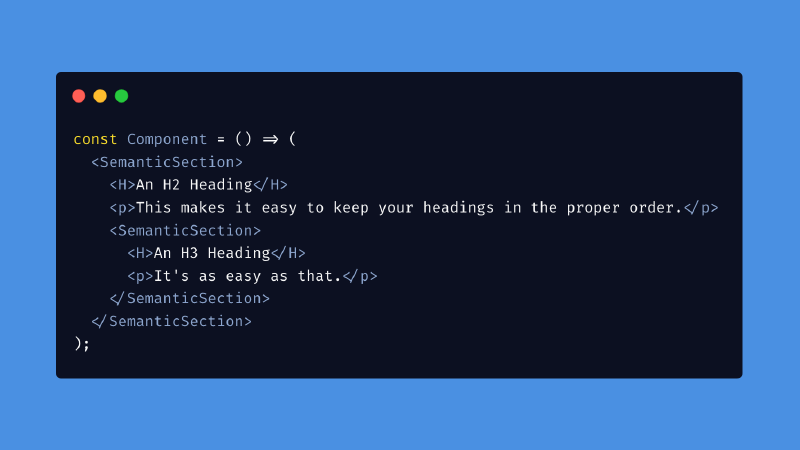 const Component = () => (
  <SemanticSection>
    <H>An H2 Heading</H>
    <p>This makes it easy to keep your headings in the proper order.</p>
    <SemanticSection>
      <H>An H3 Heading</H>
      <p>It's as easy as that.</p>
    </SemanticSection>
  </SemanticSection>
);